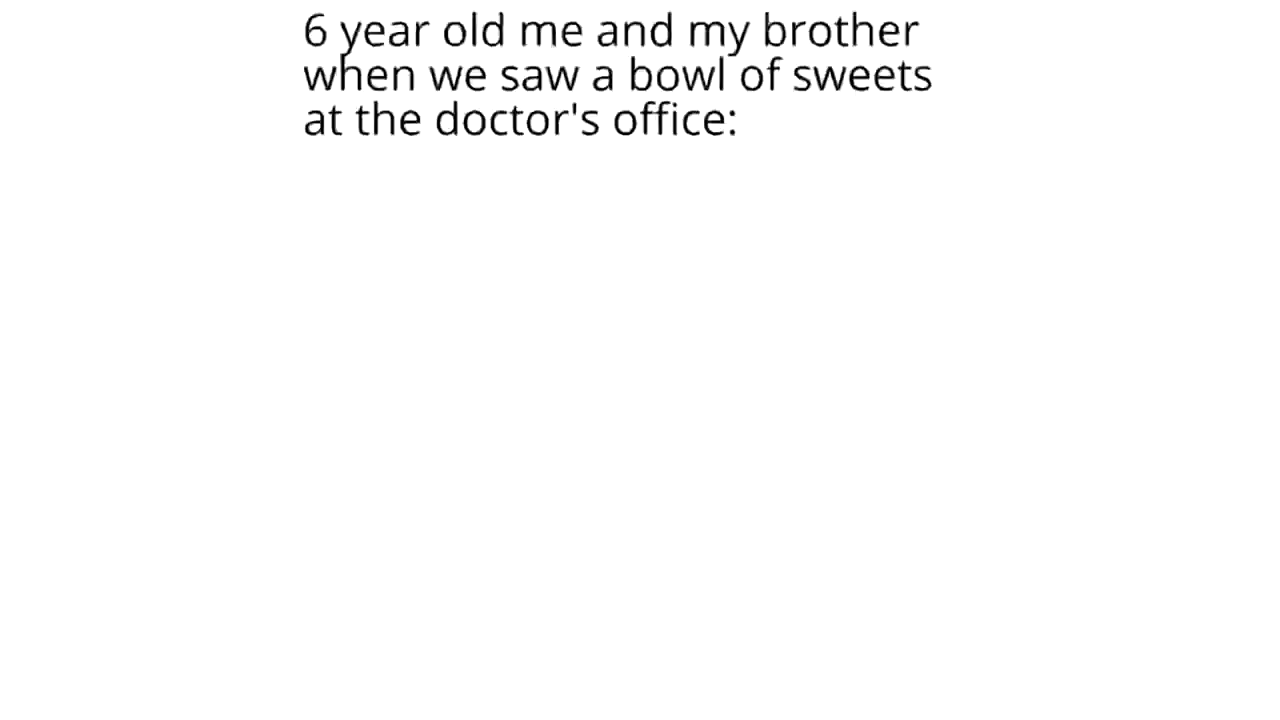 6 year old me and my brother
when we saw a bowl of sweets
at the doctor's office: